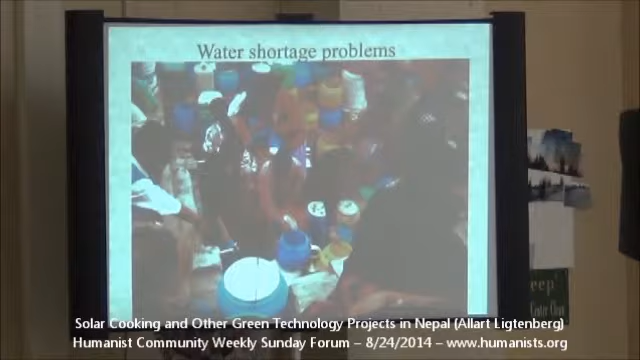 Water shortage problems
eep
Solar Cooking and Other Green Technology Projects in Nepal (Allart Ligtenberg)
Humanist Community Weekly Sunday Forum – 8/24/2014 – www.humanists.org